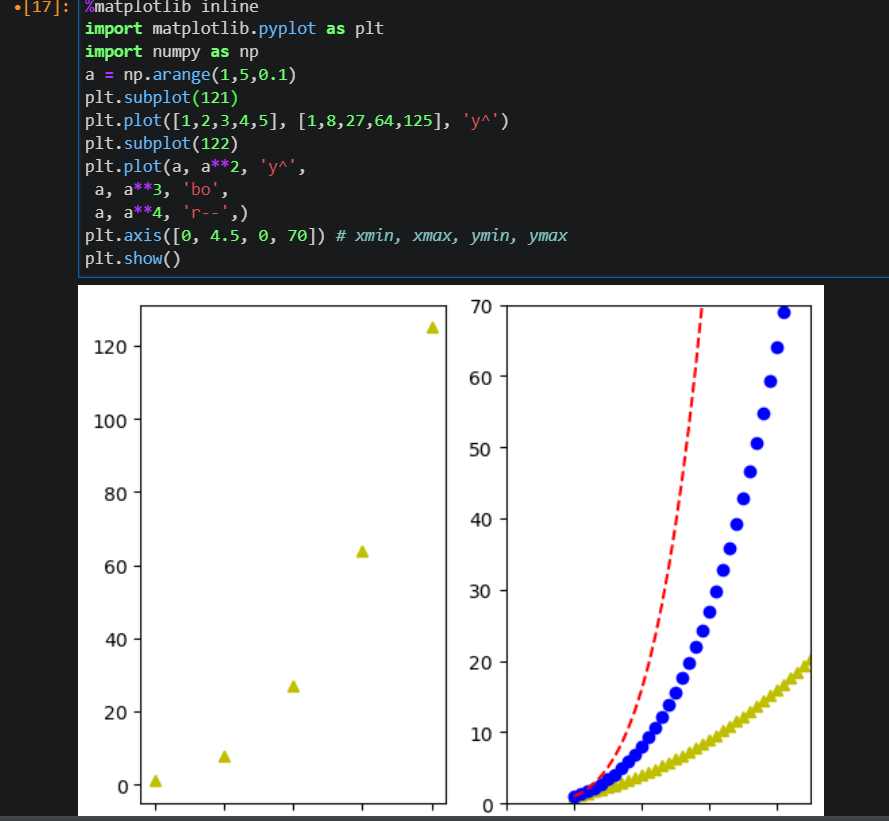 •[17]: %matplotlib inline
import matplotlib.pyplot as plt
import numpy as np
a = np.arange(1,5,0.1)
plt.subplot(121)
plt.plot([1,2,3,4,5], [1,8,27,64,125], 'y^')
plt.subplot(122)
plt.plot(a, a**2, 'y^',
 a, a**3, 'bo',
 a, a**4, 'r--',)
plt.axis([0, 4.5, 0, 70]) # xmin, xmax, ymin, ymax
plt.show()
120
100
80
60
40
20
0
70
60
50
40
30
20
10
0